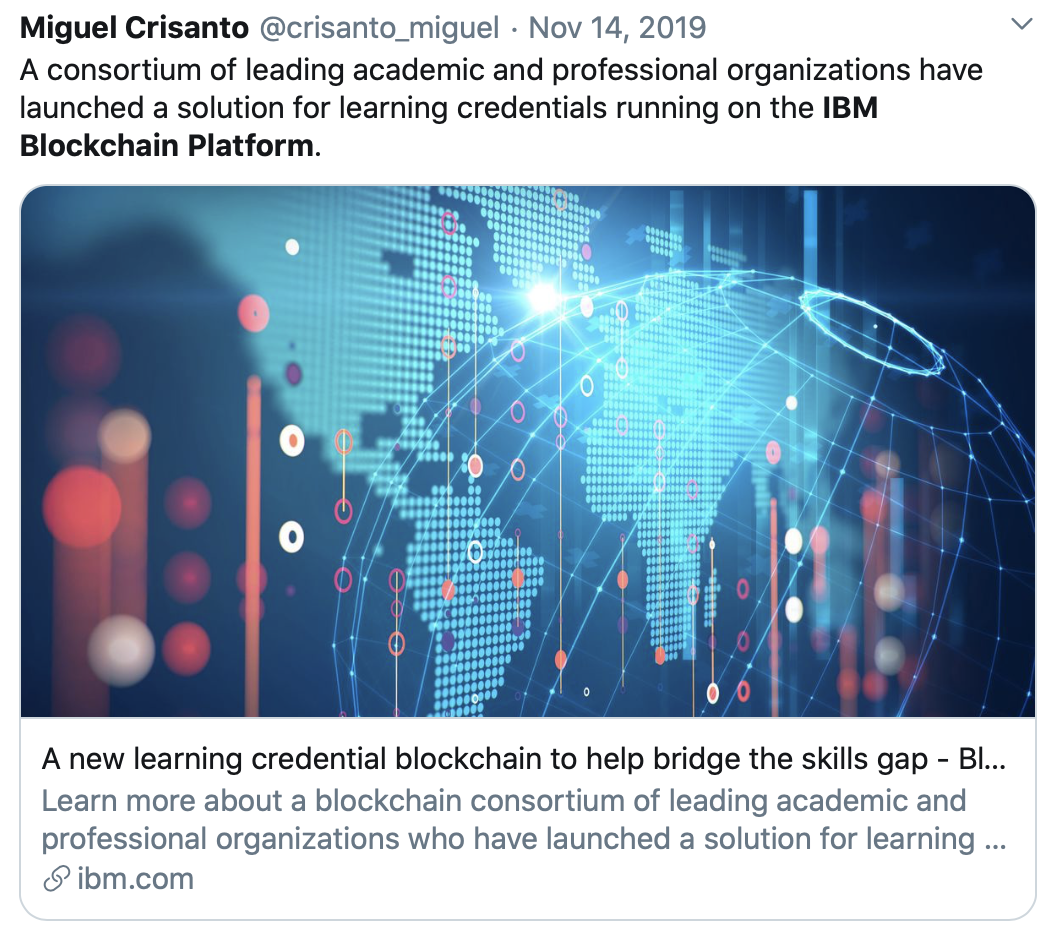 Miguel Crisanto @crisanto_miguel · Nov 14, 2019
A consortium of leading academic and professional organizations have
launched a solution for learning credentials running on the IBM
Blockchain Platform.
A new learning credential blockchain to help bridge the skills gap - Bl...
Learn more about a blockchain consortium of leading academic and
professional organizations who have launched a solution for learning ...
ibm.com